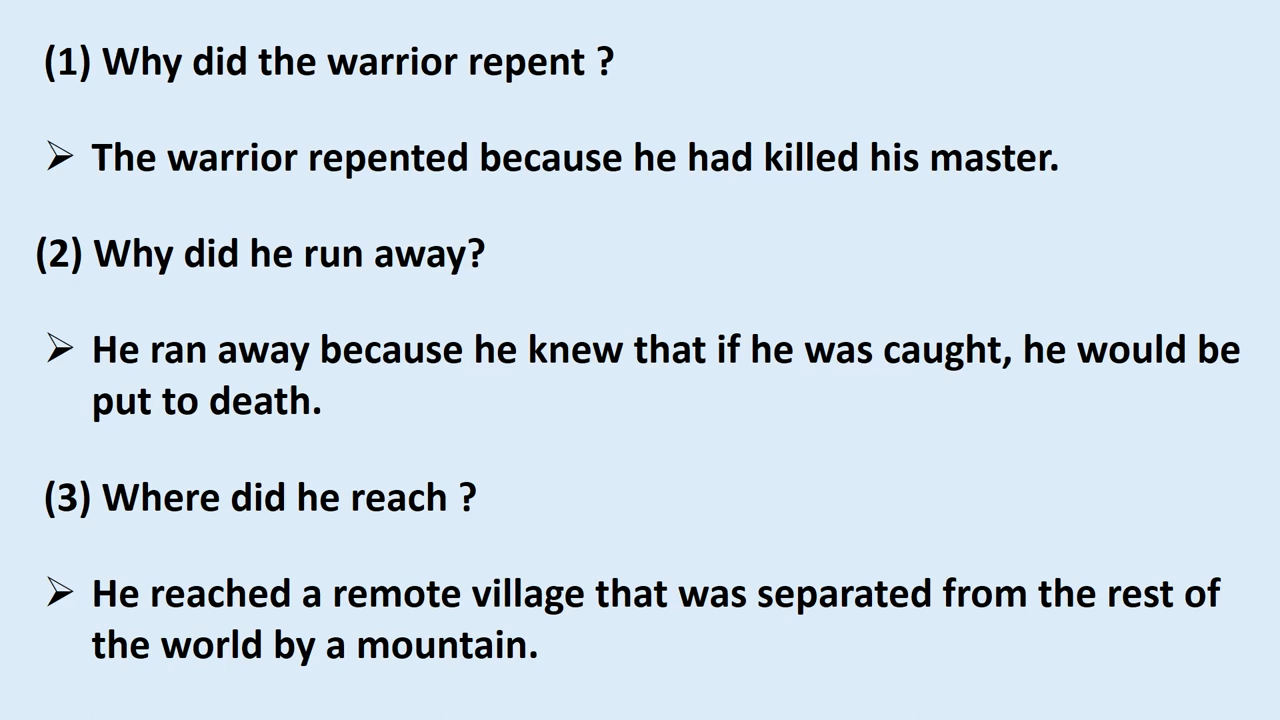 (1) Why did the warrior repent ?
➢ The warrior repented because he had killed his master.
(2) Why did he run away?
➢ He ran away because he knew that if he was caught, he would be
put to death.
(3) Where did he reach ?
➢ He reached a remote village that was separated from the rest of
the world by a mountain.